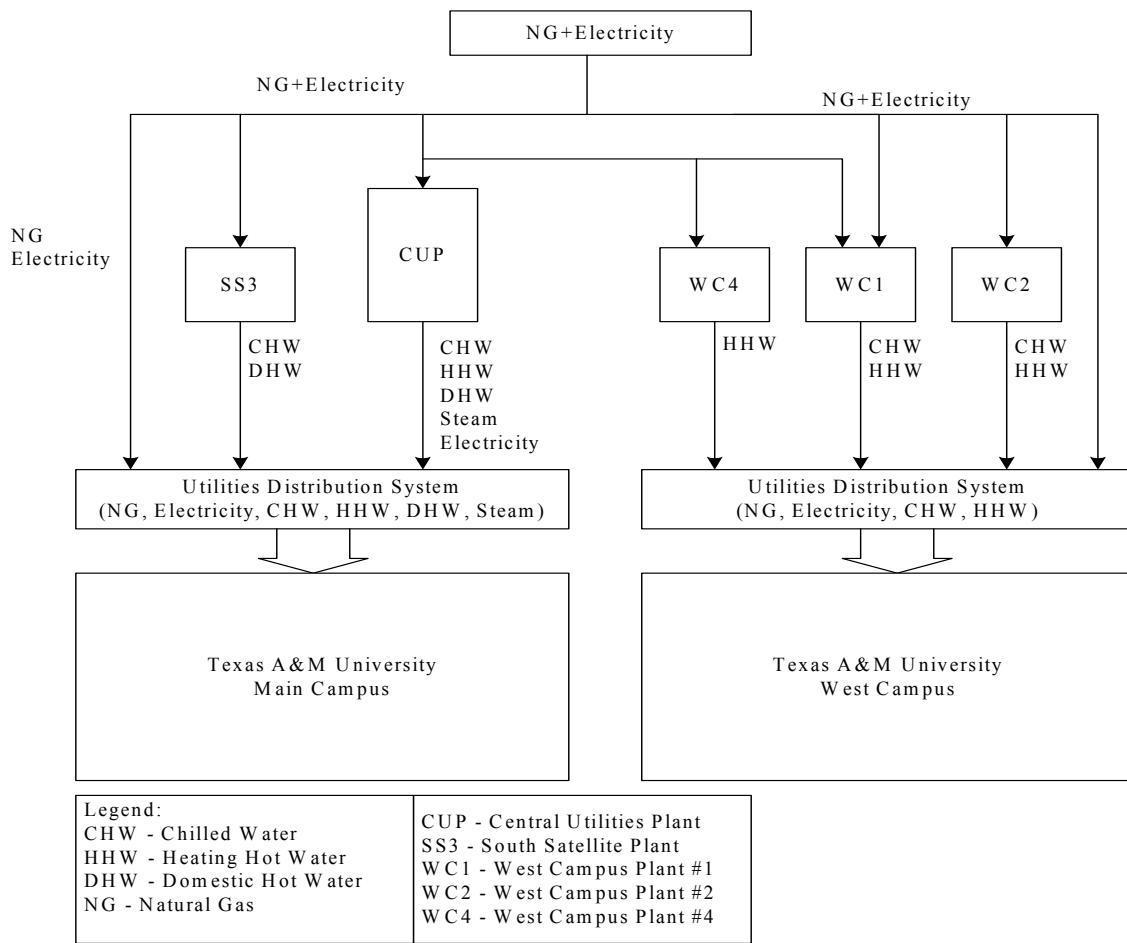 NG+Electricity
NG+Electricity
NG+Electricity
NG
Electricity
SS3
CUP
WC4
WC1
WC2
CHW
DHW
CHW
HHW
DHW
Steam
Electricity
HHW
CHW
HHW
CHW
HHW
Utilities Distribution System
(NG, Electricity, CHW, HHW, DHW, Steam)
Utilities Distribution System
(NG, Electricity, CHW, HHW)
Texas A&M University
Main Campus
Texas A&M University
West Campus
Legend:
CHW - Chilled Water
HHW - Heating Hot Water
DHW - Domestic Hot Water
NG - Natural Gas
CUP - Central Utilities Plant
SS3 - South Satellite Plant
WC1 - West Campus Plant #1
WC2 - West Campus Plant #2
WC4 - West Campus Plant #4